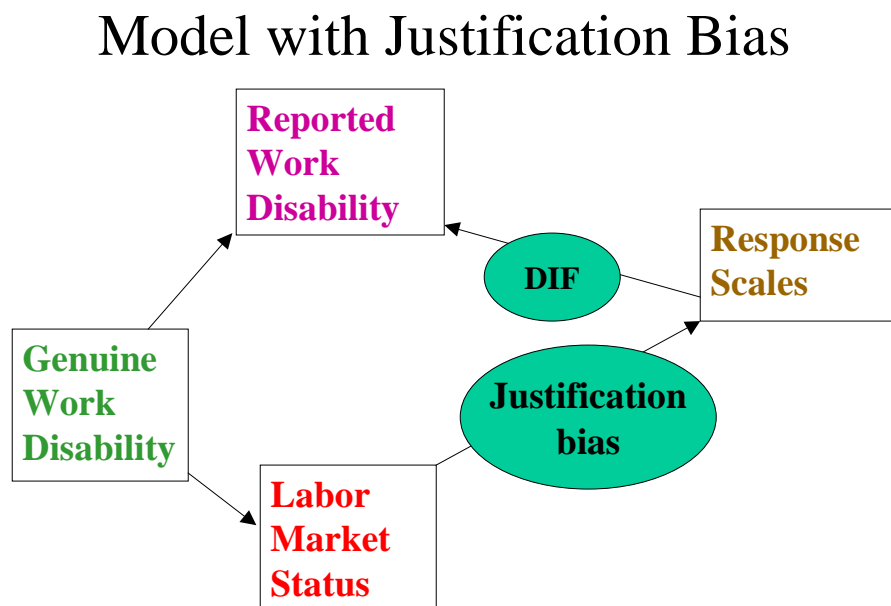 Model with Justification Bias
Reported
Work
Disability
Response
Scales
DIF
Genuine
Work
Disability
Justification
bias
Labor
Market
Status